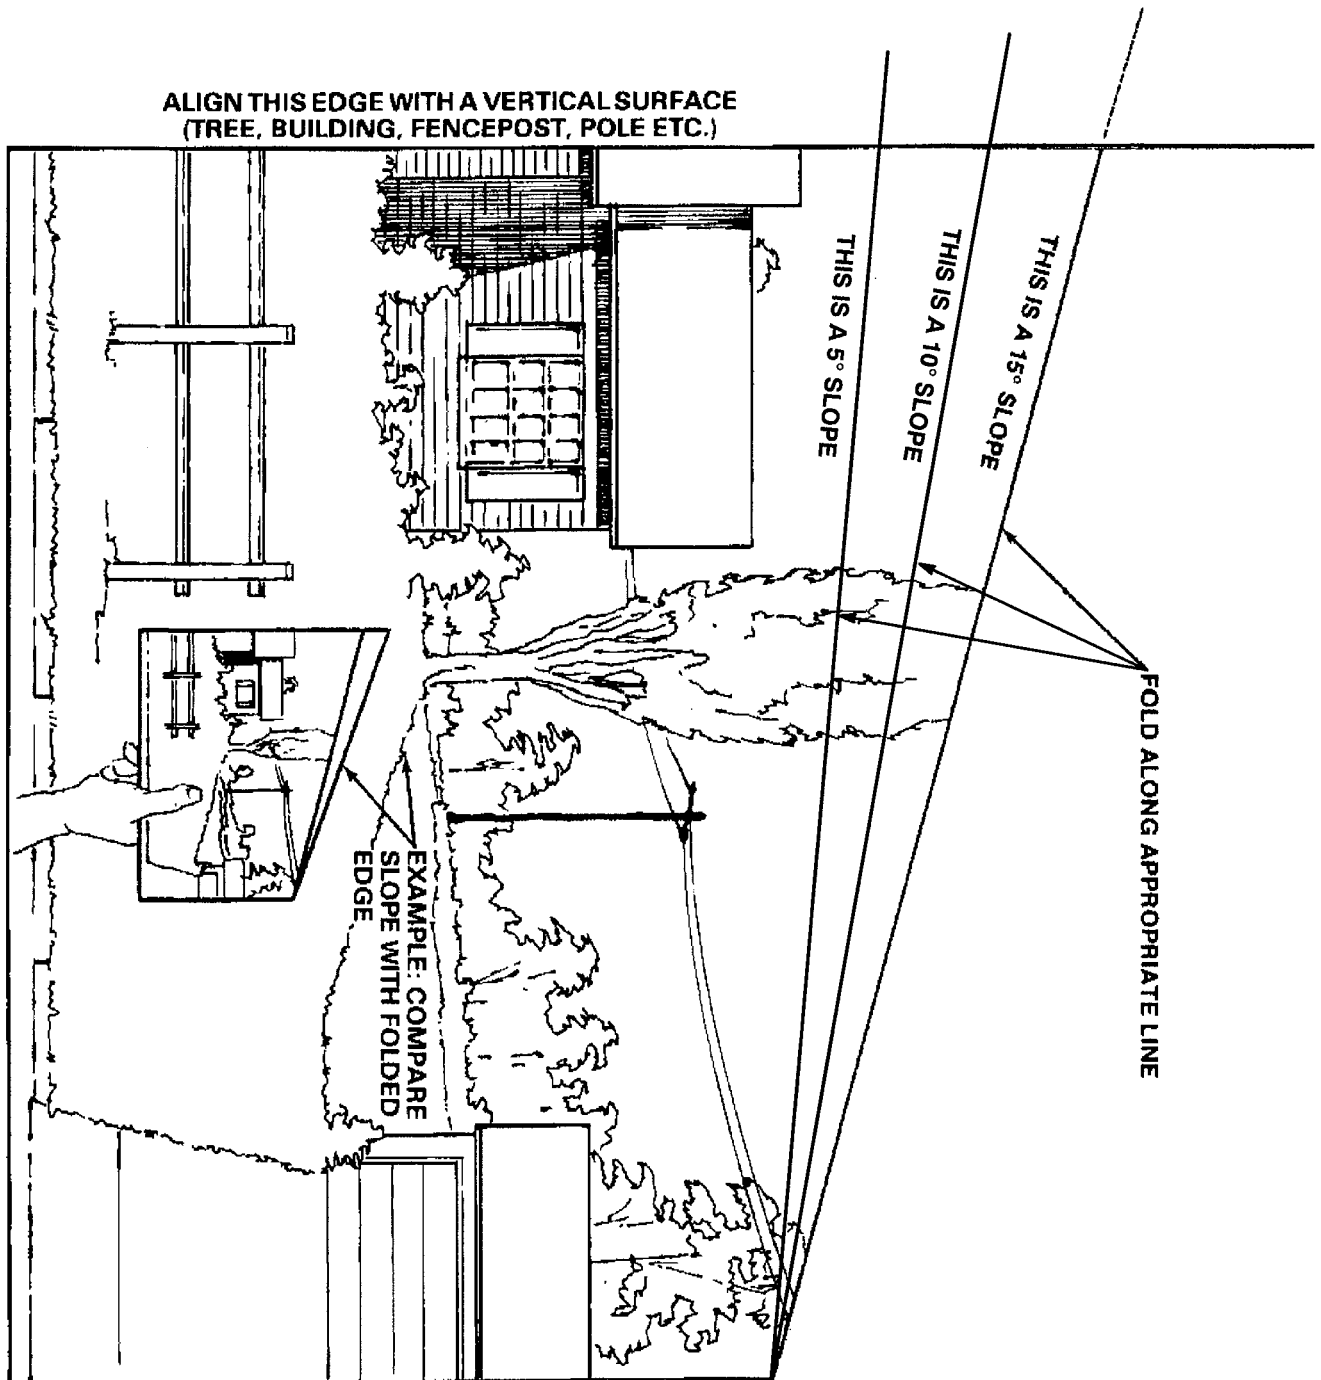 ALIGN THIS EDGE WITH A VERTICAL SURFACE
(TREE, BUILDING, FENCEPOST, POLE ETC.)
THIS IS A 5° SLOPE
THIS IS A 10° SLOPE
THIS IS A 15° SLOPE
FOLD ALONG APPROPRIATE LINE
EXAMPLE: COMPARE
SLOPE WITH FOLDED
EDGE